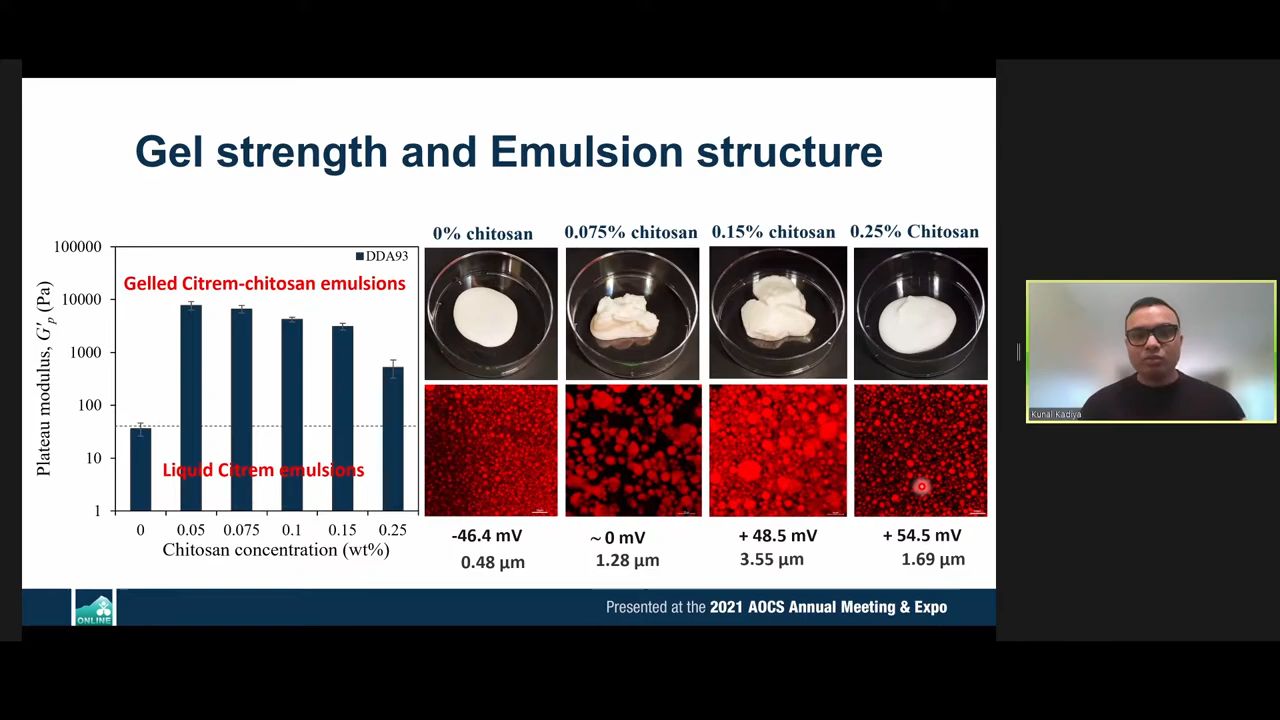 Gel strength and Emulsion structure
100000
10000
1000
100
10
1
Plateau modulus, G′p (Pa)
DDA93
Gelled Citrem-chitosan emulsions
Liquid Citrem emulsions
0 0.05 0.075 0.1 0.15 0.25
Chitosan concentration (wt%)
0% chitosan 0.075% chitosan 0.15% chitosan 0.25% Chitosan
-46.4 mV ~ 0 mV + 48.5 mV + 54.5 mV
0.48 µm 1.28 µm 3.55 µm 1.69 µm
ONLINE
Presented at the 2021 AOCS Annual Meeting & Expo
Kunal Kadiya